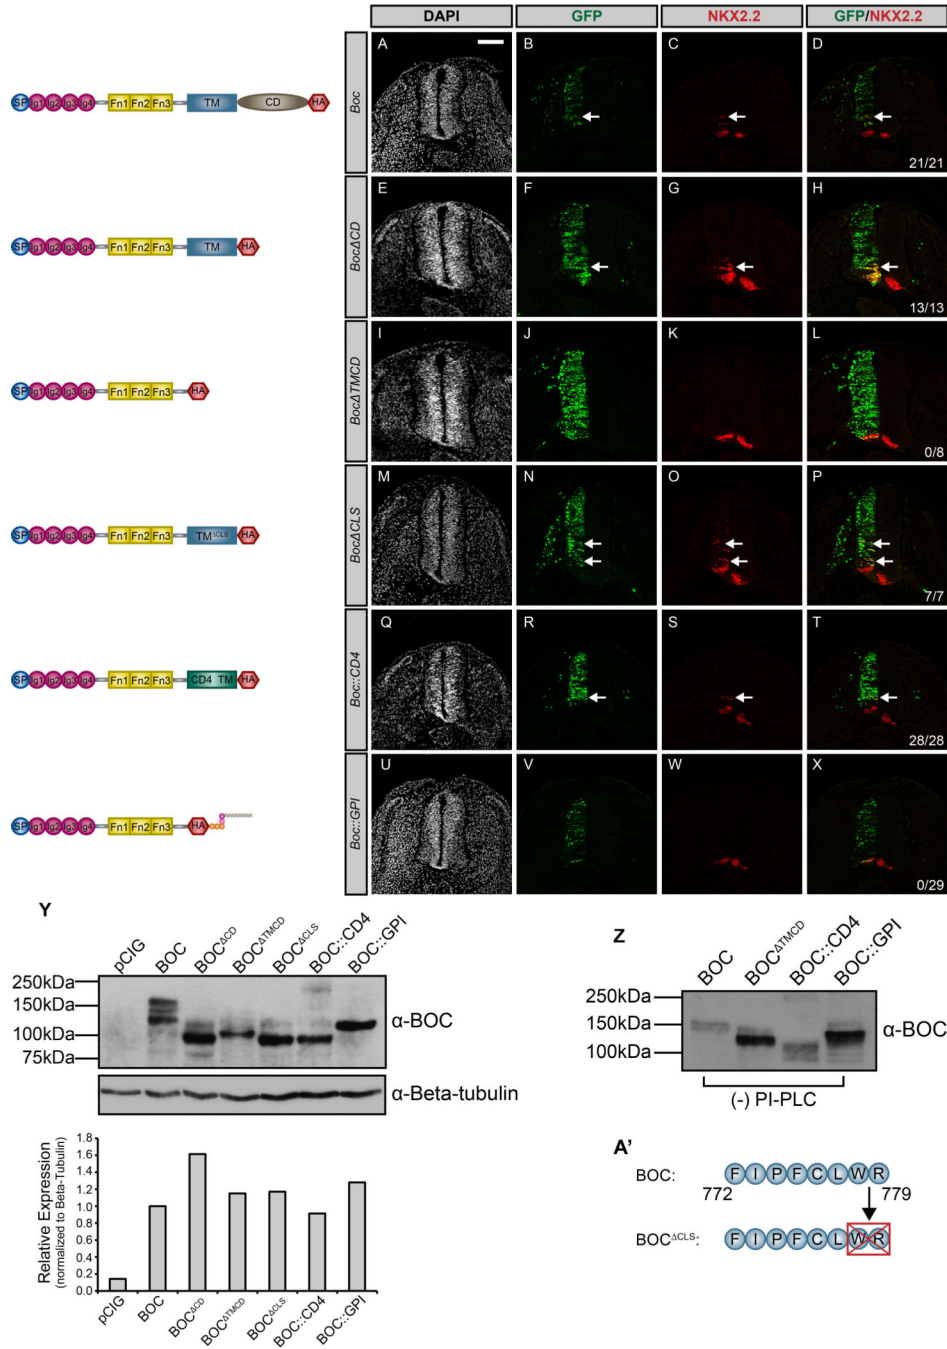 DAPI GFP NKX2.2 GFP/NKX2.2
A B C D
SP Ig1 Ig2 Ig3 Ig4 Fn1 Fn2 Fn3 TM CD HA
Boc
21/21
E F G H
SP Ig1 Ig2 Ig3 Ig4 Fn1 Fn2 Fn3 TM HA
BocΔCD
13/13
I J K L
SP Ig1 Ig2 Ig3 Ig4 Fn1 Fn2 Fn3 HA
BocΔTMCD
0/8
M N O P
SP Ig1 Ig2 Ig3 Ig4 Fn1 Fn2 Fn3 TMΔCLS HA
BocΔCLS
7/7
Q R S T
SP Ig1 Ig2 Ig3 Ig4 Fn1 Fn2 Fn3 CD4 TM HA
Boc::CD4
28/28
U V W X
SP Ig1 Ig2 Ig3 Ig4 Fn1 Fn2 Fn3 HA
Boc::GPI
0/29
Y
pCIG BOC BOCΔCD BOCΔTMCD BOCΔCLS BOC::CD4 BOC::GPI
250kDa
150kDa
100kDa
75kDa
α-BOC
α-Beta-tubulin
Relative Expression
(normalized to Beta-Tubulin)
1.8
1.6
1.4
1.2
1.0
0.8
0.6
0.4
0.2
0.0
pCIG BOC BOCΔCD BOCΔTMCD BOCΔCLS BOC::CD4 BOC::GPI
Z
BOC BOCΔTMCD BOC::CD4 BOC::GPI
250kDa
150kDa
100kDa
α-BOC
(-) PI-PLC
A'
BOC: F I P F C L W R
772 779
BOCΔCLS: F I P F C L W R